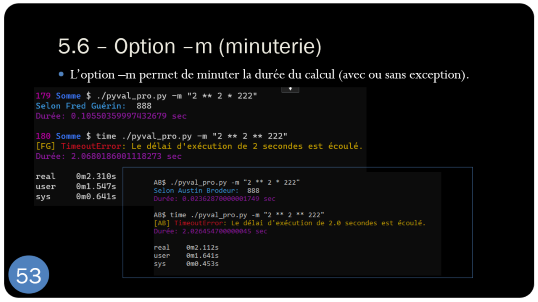 5.6 – Option –m (minuterie)
• L'option –m permet de minuter la durée du calcul (avec ou sans exception).
179 Somme $ ./pyval_pro.py -m "2 ** 2 * 222"
Selon Fred Guérin:  888
Durée: 0.18550359997432679 sec
180 Somme $ time ./pyval_pro.py -m "2 ** 2 ** 222"
[FG] TimeoutError: Le délai d'exécution de 2 secondes est écoulé.
Durée: 2.0680106001118273 sec
real    0m2.310s
user    0m1.547s
sys     0m0.641s
AB$ ./pyval_pro.py -m "2 ** 2 * 222"
Selon Austin Brodeur:  888
Durée: sec
AB$ time ./pyval_pro.py -m "2 ** 2 ** 222"
[AB] TimeoutError: Le délai d'exécution de 2.0 secondes est écoulé.
Durée: sec
real    0m2.112s
user    0m1.641s
sys     0m0.453s
53